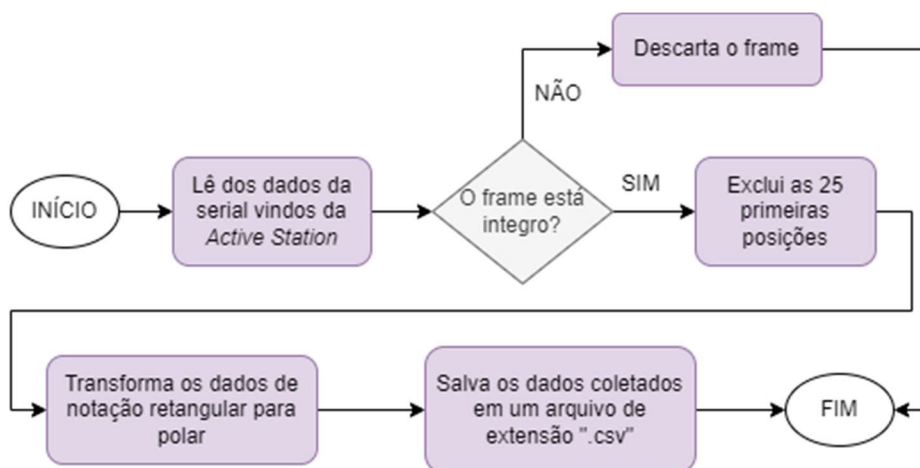 Descarta o frame
NÃO
INÍCIO
Lê dos dados da
serial vindos da
Active Station
O frame está
integro?
SIM
Exclui as 25
primeiras
posições
Transforma os dados de
notação retangular para
polar
Salva os dados coletados
em um arquivo de
extensão ".csv"
FIM